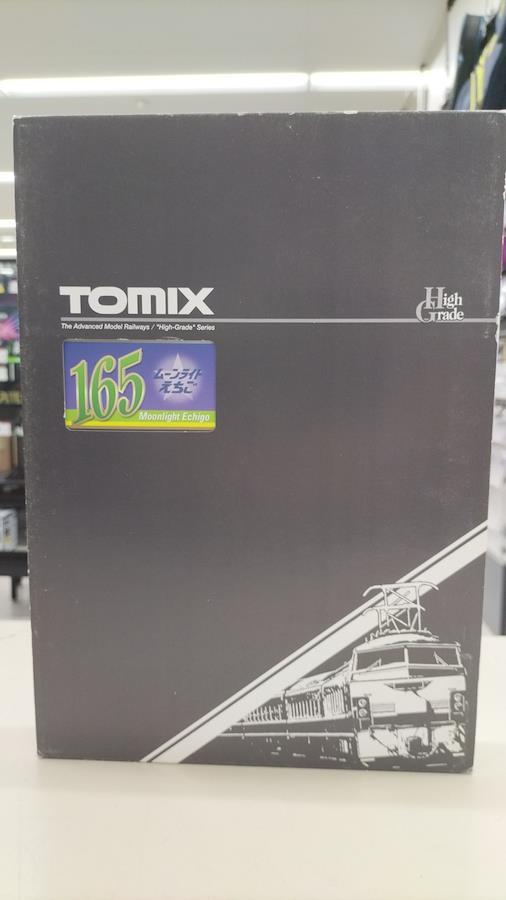 TOMIX
High
Grade
The Advanced Model Railways / "High-Grade" Series
165
ムーンライト
えちご
Moonlight Echigo